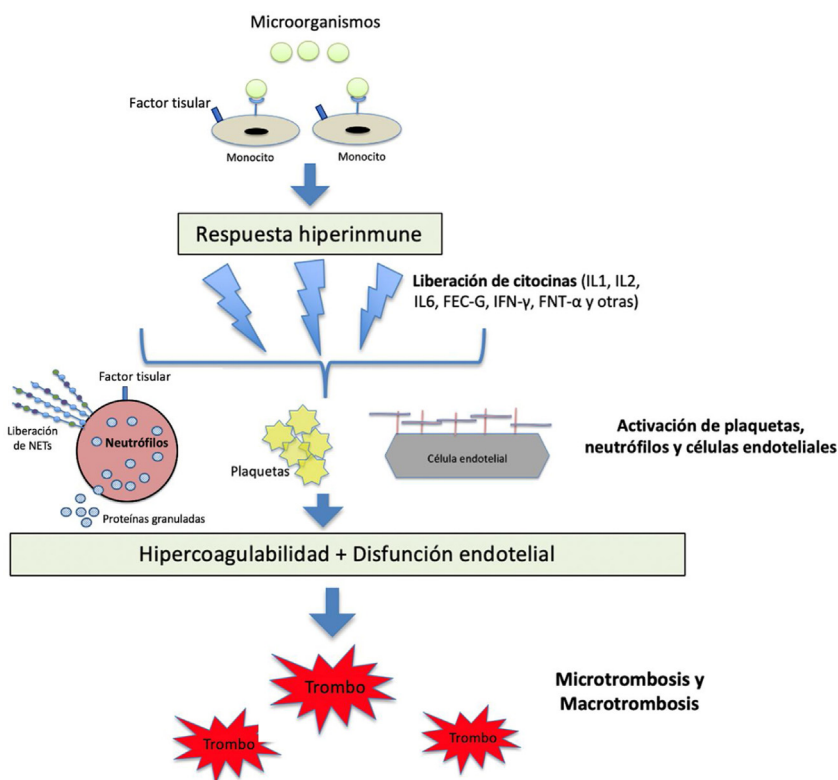 Microorganismos
Factor tisular
Monocito
Monocito
Respuesta hiperinmune
Liberación de citocinas (IL1, IL2,
IL6, FEC-G, IFN-γ, FNT-α y otras)
Factor tisular
Liberación
de NETs
Neutrófilos
Proteínas granuladas
Plaquetas
Célula endotelial
Activación de plaquetas,
neutrófilos y células endoteliales
Hipercoagulabilidad + Disfunción endotelial
Trombo
Trombo
Trombo
Microtrombosis y
Macrotrombosis